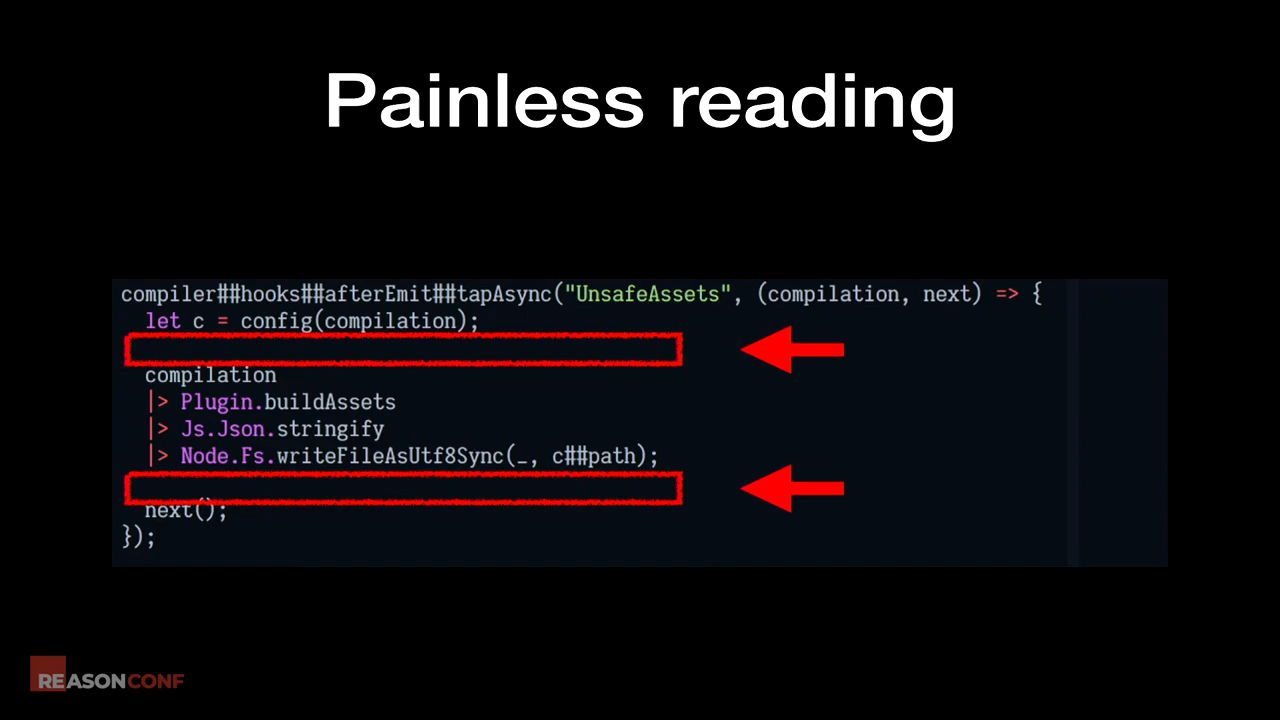 Painless reading
compiler##hooks##afterEmit##tapAsync("UnsafeAssets", (compilation, next) => {
  let c = config(compilation);
  compilation
  |> Plugin.buildAssets
  |> Js.Json.stringify
  |> Node.Fs.writeFileAsUtf8Sync(_, c##path);
  next();
});
REASONCONF